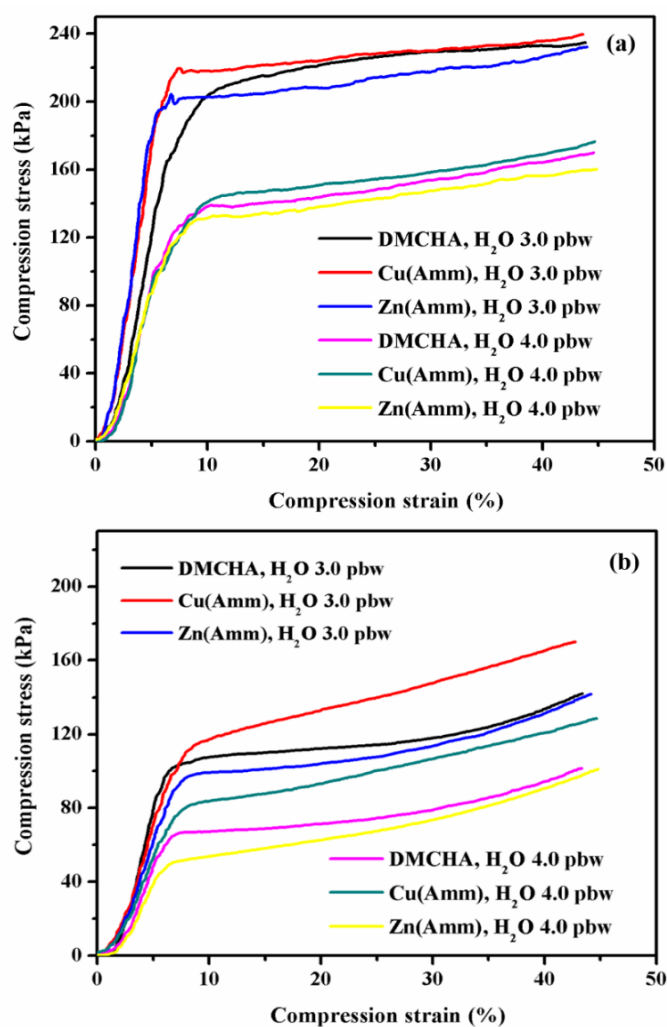 (a)
240
200
160
120
80
40
0
Compression stress (kPa)
DMCHA, H₂O 3.0 pbw
Cu(Amm), H₂O 3.0 pbw
Zn(Amm), H₂O 3.0 pbw
DMCHA, H₂O 4.0 pbw
Cu(Amm), H₂O 4.0 pbw
Zn(Amm), H₂O 4.0 pbw
0 10 20 30 40 50
Compression strain (%)
(b)
220
160
120
80
40
0
Compression stress (kPa)
DMCHA, H₂O 3.0 pbw
Cu(Amm), H₂O 3.0 pbw
Zn(Amm), H₂O 3.0 pbw
DMCHA, H₂O 4.0 pbw
Cu(Amm), H₂O 4.0 pbw
Zn(Amm), H₂O 4.0 pbw
0 10 20 30 40 50
Compression strain (%)